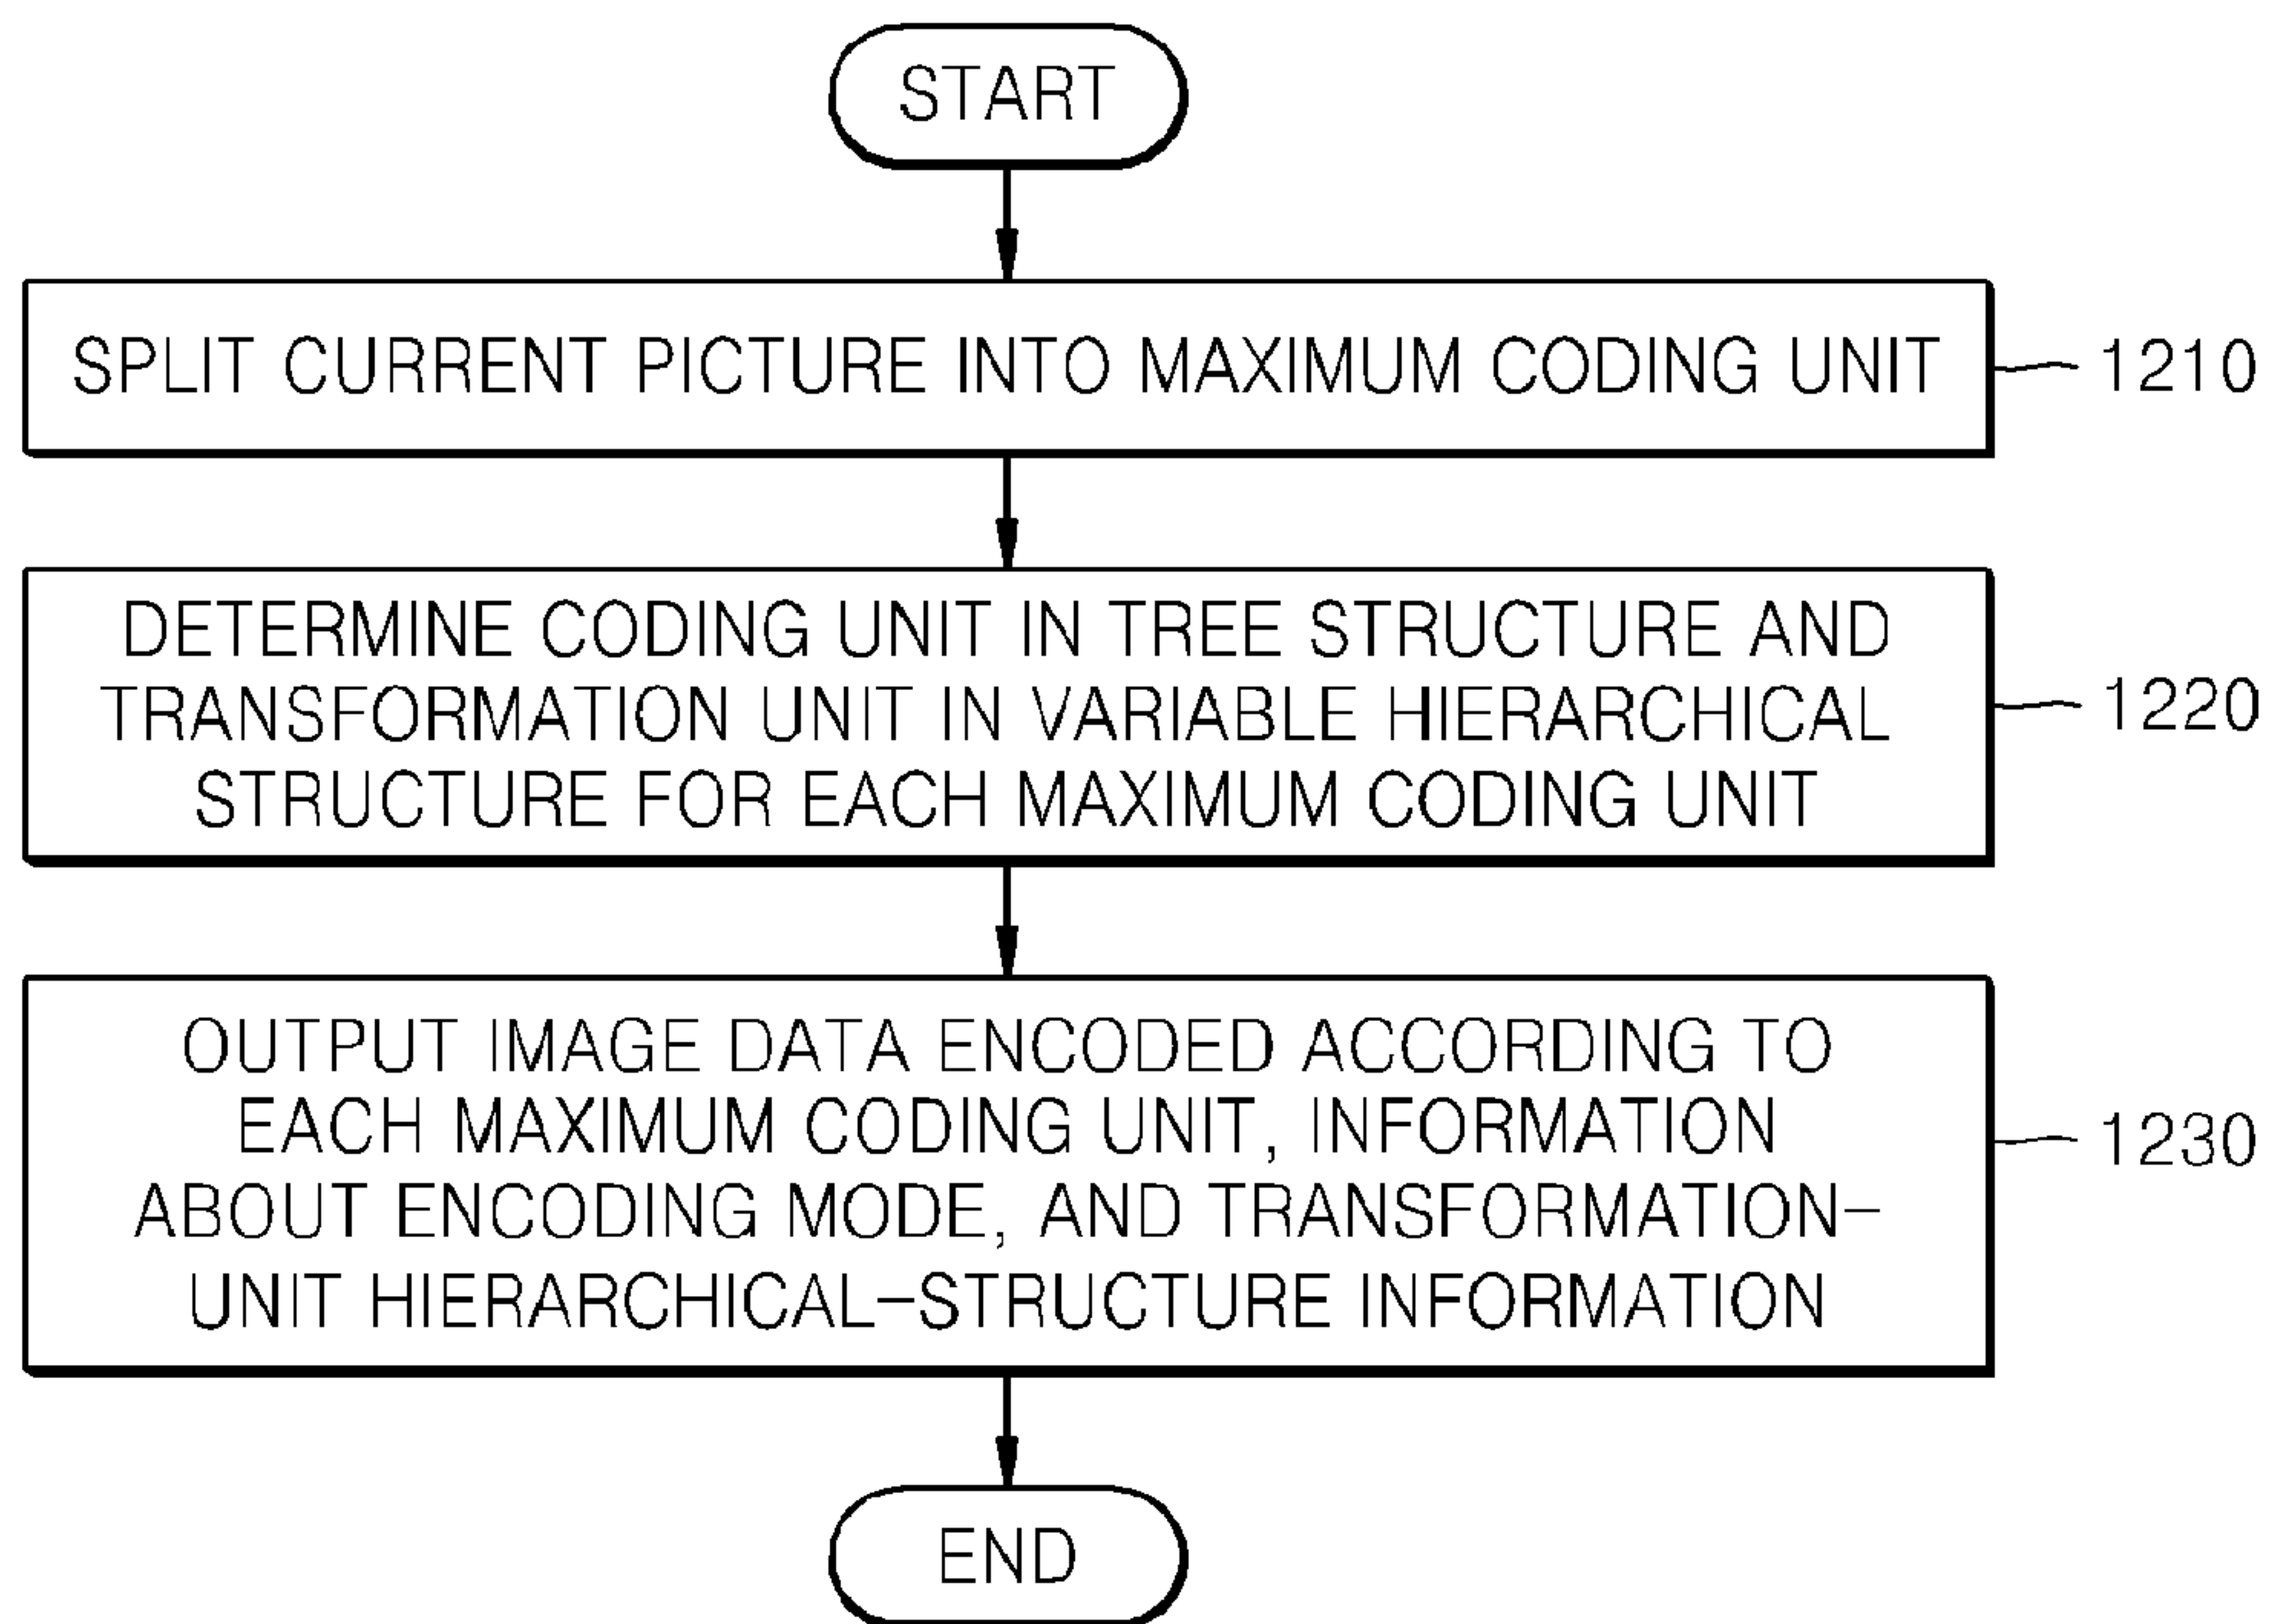 START
SPLIT CURRENT PICTURE INTO MAXIMUM CODING UNIT
1210
DETERMINE CODING UNIT IN TREE STRUCTURE AND
TRANSFORMATION UNIT IN VARIABLE HIERARCHICAL
STRUCTURE FOR EACH MAXIMUM CODING UNIT
1220
OUTPUT IMAGE DATA ENCODED ACCORDING TO
EACH MAXIMUM CODING UNIT, INFORMATION
ABOUT ENCODING MODE, AND TRANSFORMATION-
UNIT HIERARCHICAL-STRUCTURE INFORMATION
1230
END